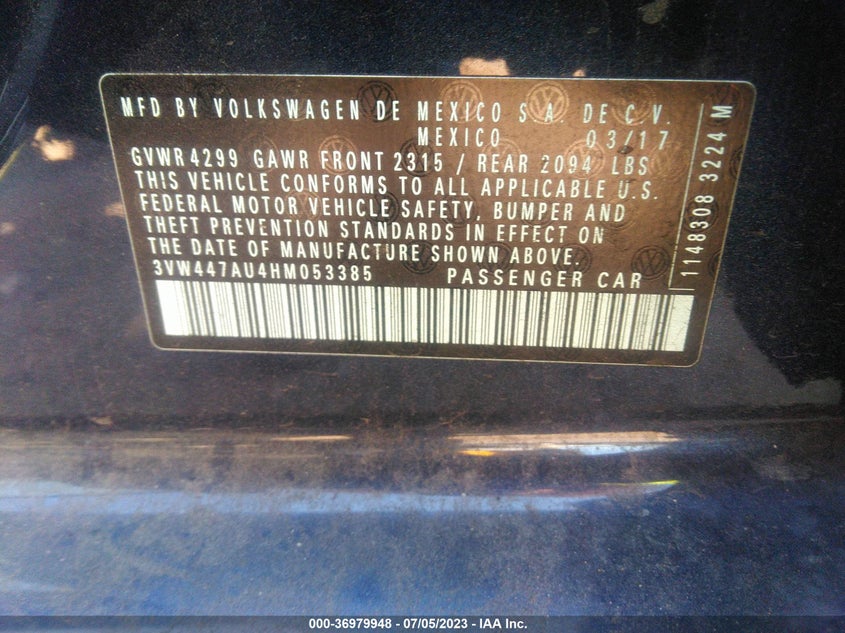 MFD BY VOLKSWAGEN DE MEXICO S.A. DE C.V.
MEXICO 03/17
GVWR 4299 GAWR FRONT 2315 / REAR 2094 LBS
THIS VEHICLE CONFORMS TO ALL APPLICABLE U.S.
FEDERAL MOTOR VEHICLE SAFETY, BUMPER AND
THEFT PREVENTION STANDARDS IN EFFECT ON
THE DATE OF MANUFACTURE SHOWN ABOVE.
3VW447AU4HM053385 PASSENGER CAR
1148308 3224 M
000-36979948 - 07/05/2023 - IAA Inc.